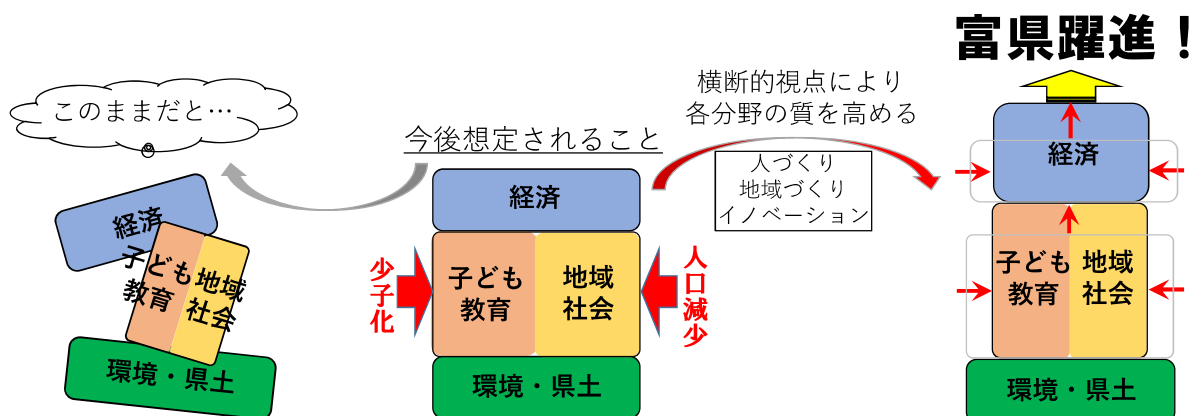 富県躍進！
このままだと…
今後想定されること
横断的視点により
各分野の質を高める
人づくり
地域づくり
イノベーション
経済
子ども
教育
地域
社会
環境・県土
少子化
経済
子ども
教育
地域
社会
環境・県土
人口減少
経済
子ども
教育
地域
社会
環境・県土